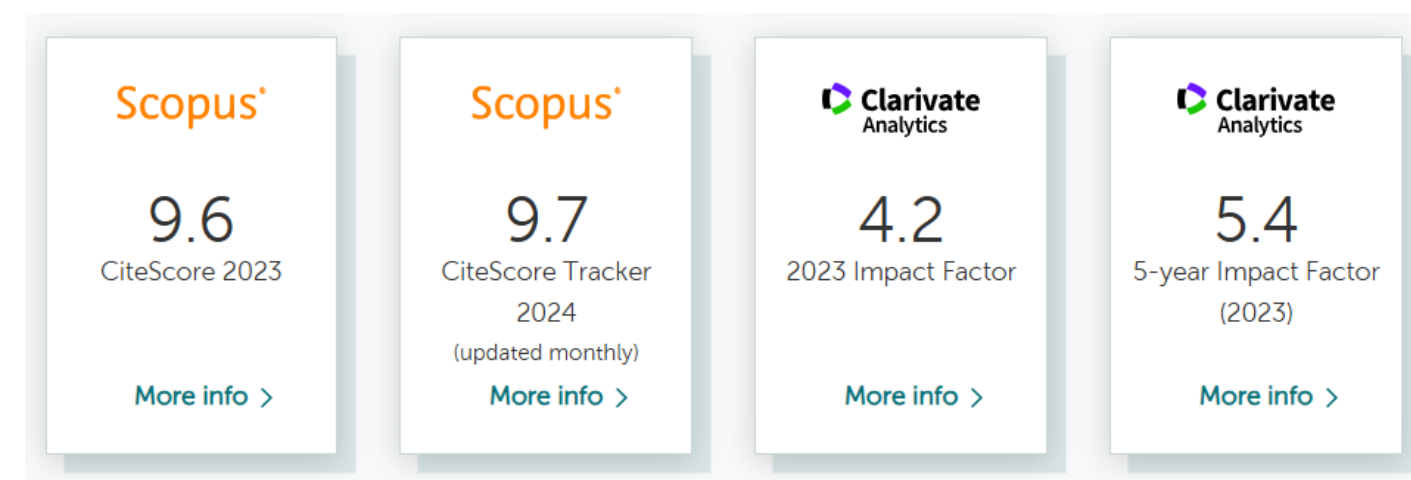 Scopus®
9.6
CiteScore 2023
More info >
Scopus®
9.7
CiteScore Tracker
2024
(updated monthly)
More info >
Clarivate
Analytics
4.2
2023 Impact Factor
More info >
Clarivate
Analytics
5.4
5-year Impact Factor
(2023)
More info >